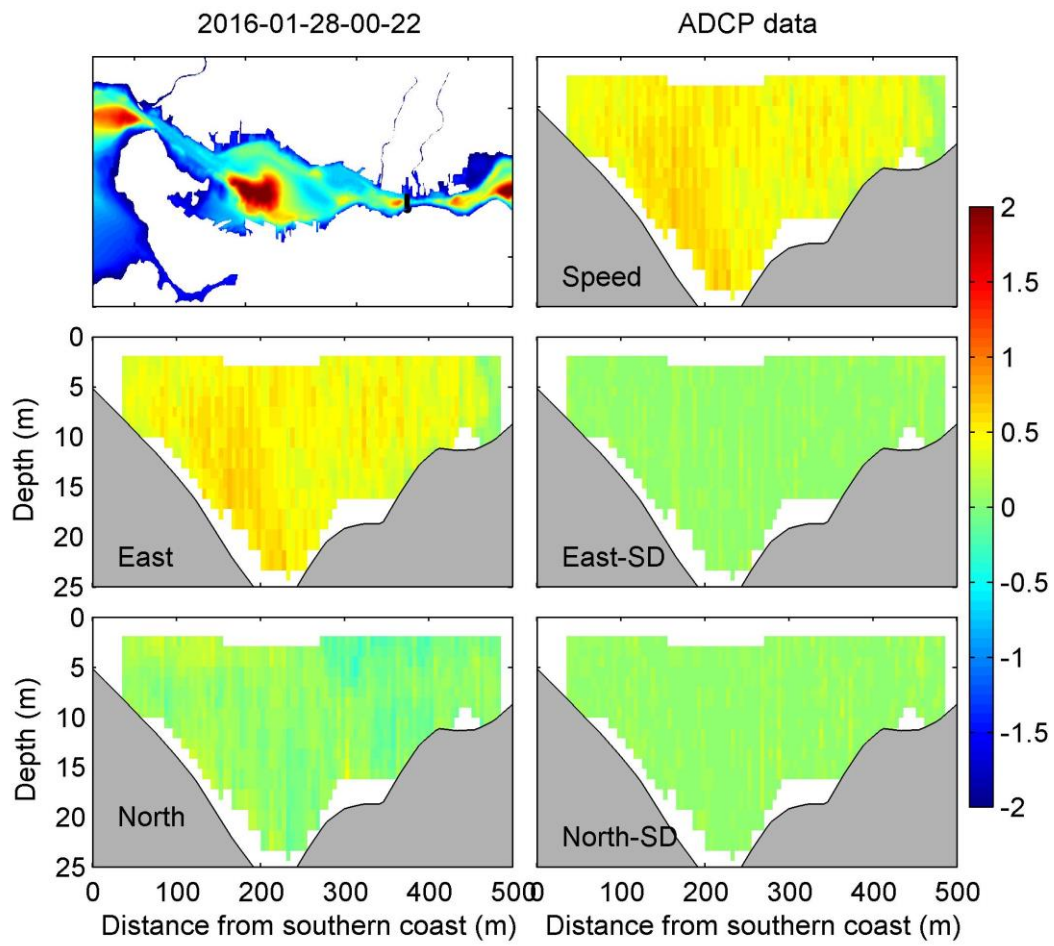 2016-01-28-00-22
ADCP data
Speed
2
1.5
1
0.5
0
-0.5
-1
-1.5
-2
0
5
10
15
20
25
Depth (m)
East
East-SD
0
5
10
15
20
25
Depth (m)
North
North-SD
0 100 200 300 400 500
0 100 200 300 400 500
Distance from southern coast (m)
Distance from southern coast (m)